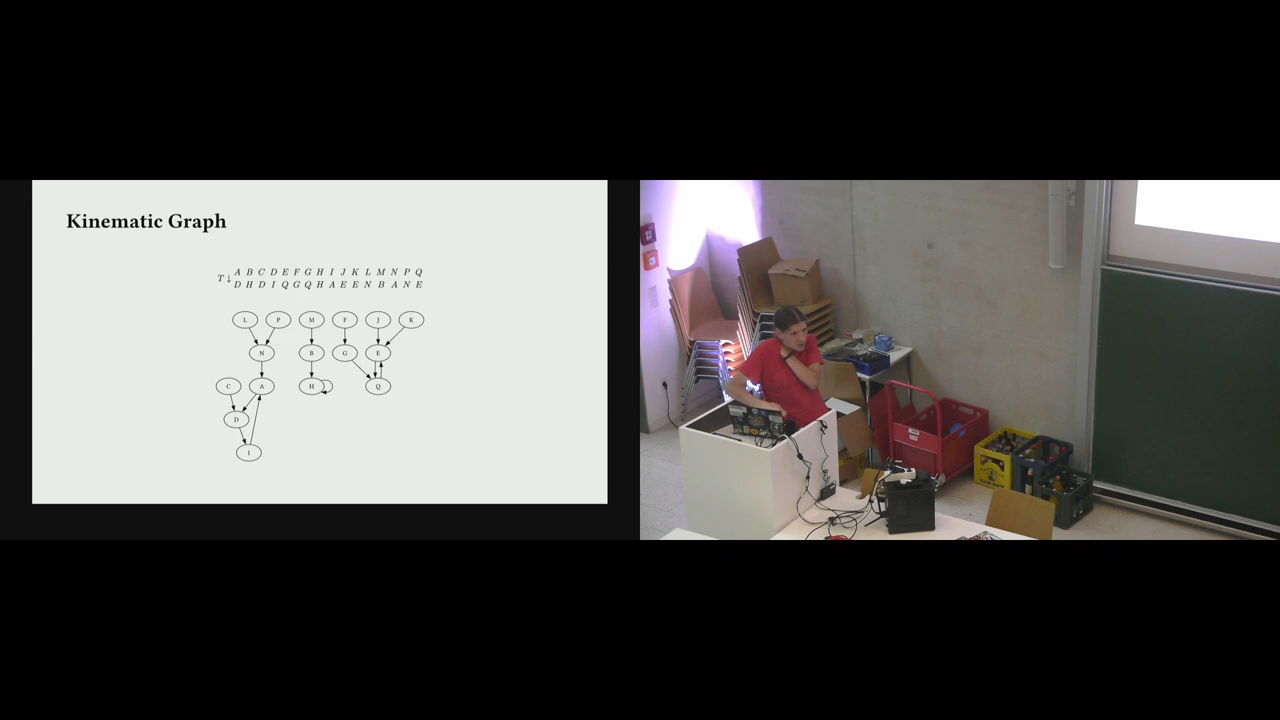 Kinematic Graph
T↓
A B C D E F G H I J K L M N P Q
D H D I Q G Q H A E E N B A N E
L P M F J K
N B G E
C A H Q
D
I